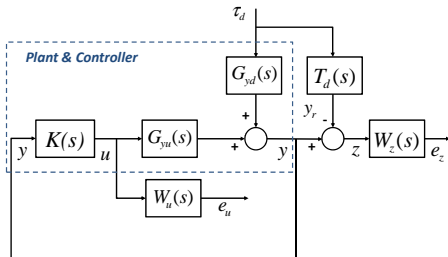 τ_d
Plant & Controller
G_yd(s)
T_d(s)
y_r
+
-
y
K(s)
u
G_yu(s)
+
y
+
z
W_z(s)
e_z
W_u(s)
e_u